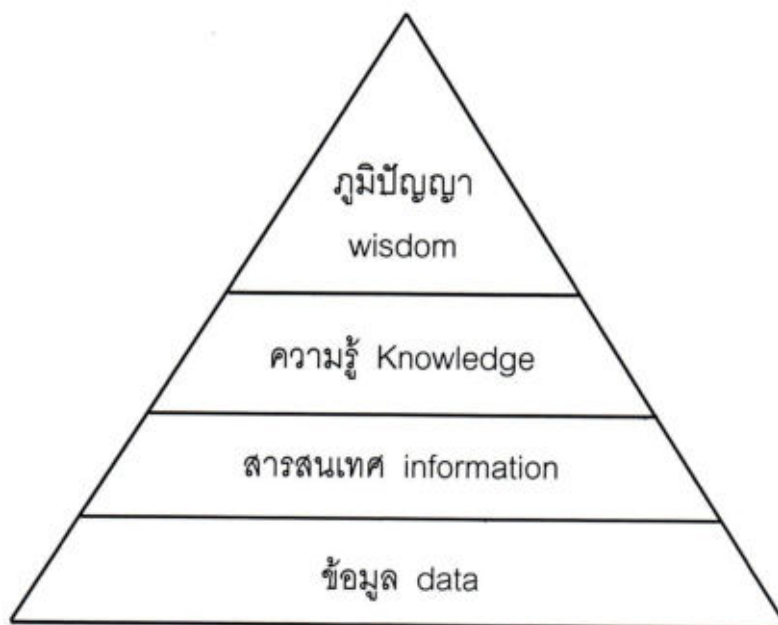 ภูมิปัญญา
wisdom
ความรู้ Knowledge
สารสนเทศ information
ข้อมูล data